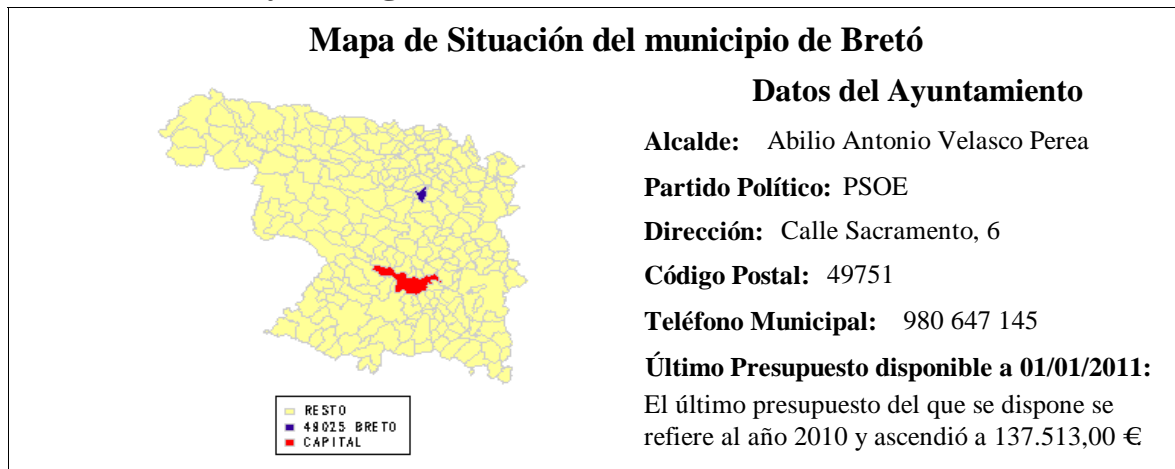 Mapa de Situación del municipio de Bretó
Datos del Ayuntamiento
Alcalde: Abilio Antonio Velasco Perea
Partido Político: PSOE
Dirección: Calle Sacramento, 6
Código Postal: 49751
Teléfono Municipal: 980 647 145
Último Presupuesto disponible a 01/01/2011:
El último presupuesto del que se dispone se
refiere al año 2010 y ascendió a 137.513,00 €
RESTO
49025 BRETO
CAPITAL